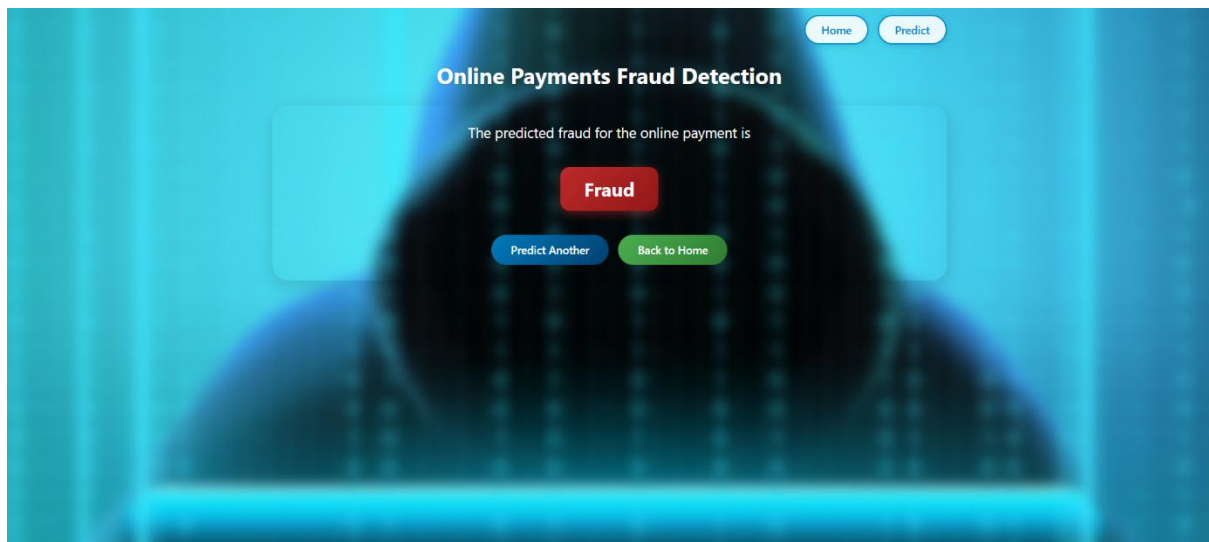 Home Predict
Online Payments Fraud Detection
The predicted fraud for the online payment is
Fraud
Predict Another Back to Home